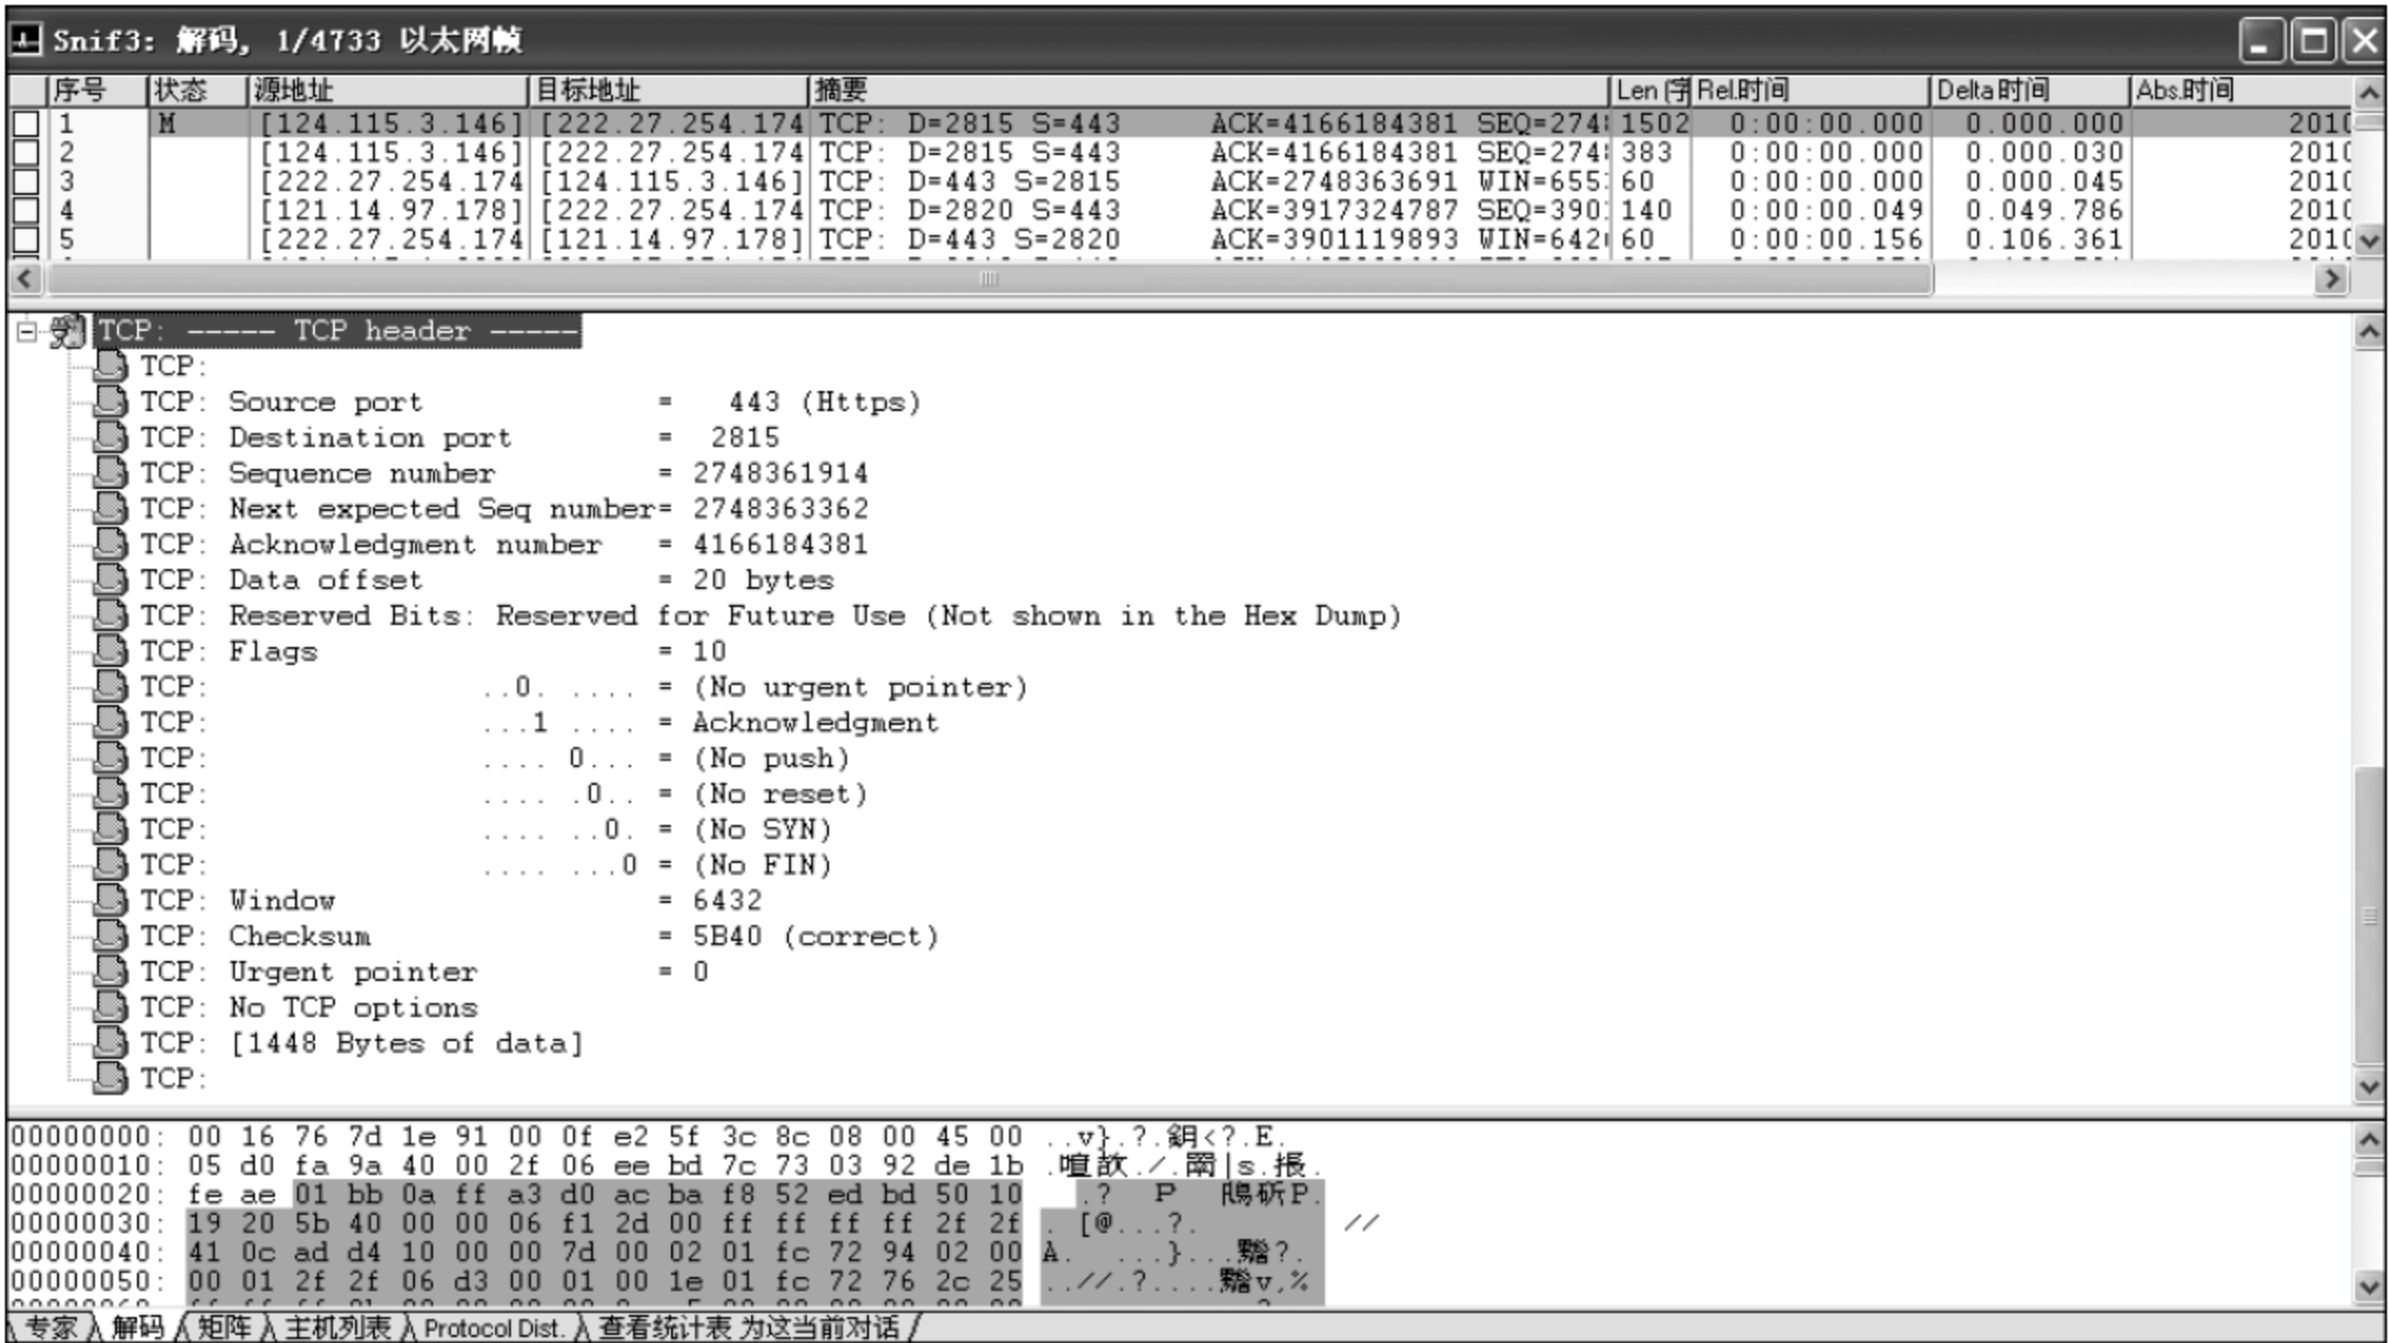 Snif3: 解码, 1/4733 以太网帧
序号 状态 源地址 目标地址 摘要 Len [字 Rel.时间 Delta 时间 Abs.时间
1 M [124.115.3.146] [222.27.254.174 TCP: D=2815 S=443 ACK=4166184381 SEQ=274 1502 0:00:00.000 0.000.000 2010
2 [124.115.3.146] [222.27.254.174 TCP: D=2815 S=443 ACK=4166184381 SEQ=274 383 0:00:00.000 0.000.030 2010
3 [222.27.254.174 [124.115.3.146] TCP: D=443 S=2815 ACK=2748363691 WIN=655 60 0:00:00.000 0.000.045 2010
4 [121.14.97.178] [222.27.254.174 TCP: D=2820 S=443 ACK=3917324787 SEQ=390 140 0:00:00.049 0.049.786 2010
5 [222.27.254.174 [121.14.97.178] TCP: D=443 S=2820 ACK=3901119893 WIN=642 60 0:00:00.156 0.106.361 2010
TCP: ----- TCP header -----
TCP:
TCP: Source port = 443 (Https)
TCP: Destination port = 2815
TCP: Sequence number = 2748361914
TCP: Next expected Seq number= 2748363362
TCP: Acknowledgment number = 4166184381
TCP: Data offset = 20 bytes
TCP: Reserved Bits: Reserved for Future Use (Not shown in the Hex Dump)
TCP: Flags = 10
TCP: ..0. .... = (No urgent pointer)
TCP: ...1 .... = Acknowledgment
TCP: .... 0... = (No push)
TCP: .... .0.. = (No reset)
TCP: .... ..0. = (No SYN)
TCP: .... ...0 = (No FIN)
TCP: Window = 6432
TCP: Checksum = 5B40 (correct)
TCP: Urgent pointer = 0
TCP: No TCP options
TCP: [1448 Bytes of data]
TCP:
00000000: 00 16 76 7d 1e 91 00 0f e2 5f 3c 8c 08 00 45 00 ..v}.?.鈅<?.E.
00000010: 05 d0 fa 9a 40 00 2f 06 ee bd 7c 73 03 92 de 1b
00000020: fe ae 01 bb 0a ff a3 d0 ac ba f8 52 ed bd 50 10
00000030: 19 20 5b 40 00 00 06 f1 2d 00 ff ff ff ff 2f 2f . [@...?. //
00000040: 41 0c ad d4 10 00 00 7d 00 02 01 fc 72 94 02 00
00000050: 00 01 2f 2f 06 d3 00 01 00 1e 01 fc 72 76 2c 25
专家 解码 矩阵 主机列表 Protocol Dist. 查看统计表 为这当前对话